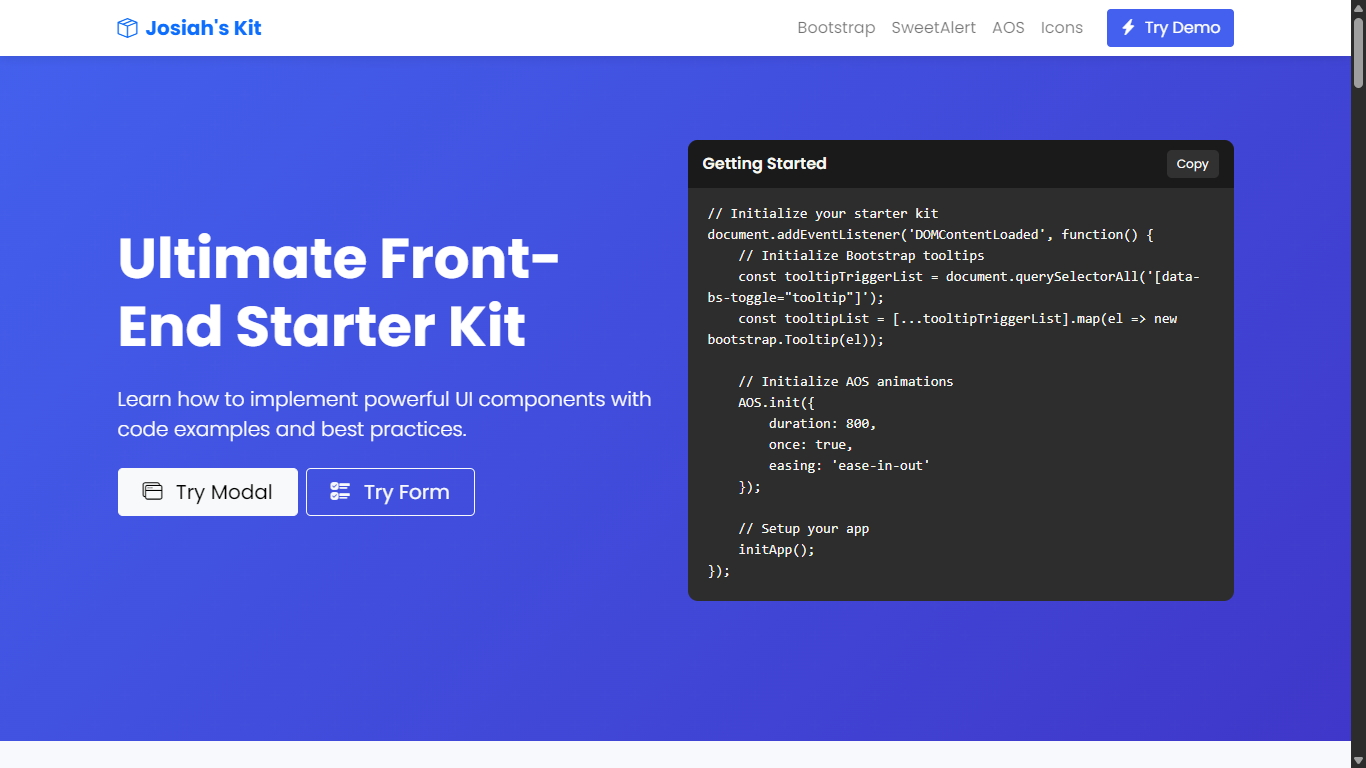 Josiah's Kit
Bootstrap
SweetAlert
AOS
Icons
Try Demo
Ultimate Front-
End Starter Kit
Learn how to implement powerful UI components with
code examples and best practices.
Try Modal
Try Form
Getting Started
Copy
// Initialize your starter kit
document.addEventListener('DOMContentLoaded', function() {
    // Initialize Bootstrap tooltips
    const tooltipTriggerList = document.querySelectorAll('[data-
bs-toggle="tooltip"]');
    const tooltipList = [...tooltipTriggerList].map(el => new
bootstrap.Tooltip(el));
    // Initialize AOS animations
    AOS.init({
        duration: 800,
        once: true,
        easing: 'ease-in-out'
    });
    // Setup your app
    initApp();
});